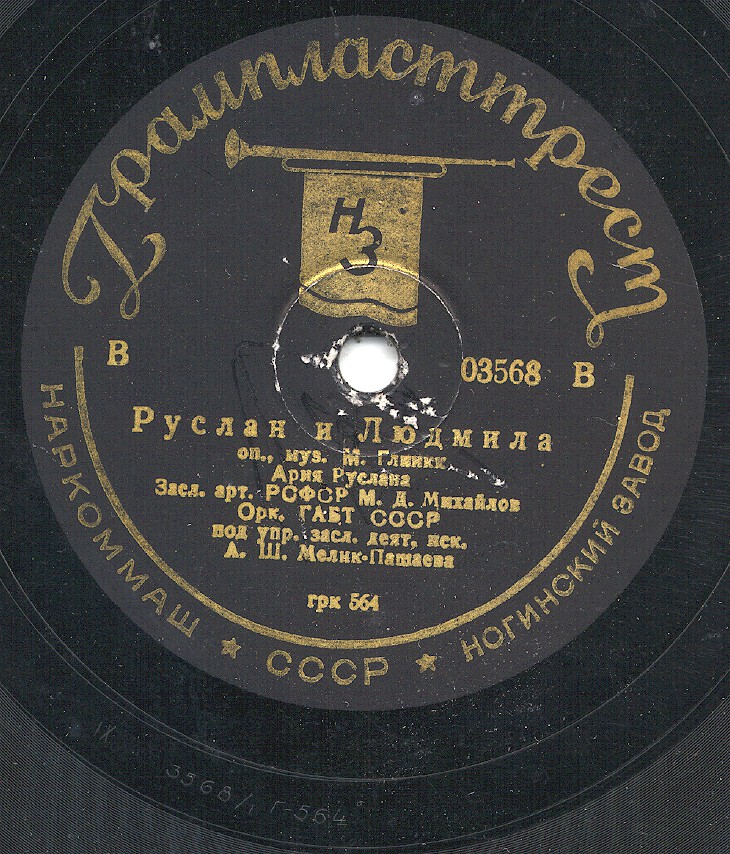 Грампласттрест
НЗ
В
03568 В
Руслан и Людмила
оп., муз. М. Глинки
Ария Руслана
Засл. арт. РСФСР М. Д. Михайлов
Орк. ГАБТ СССР
под упр. засл. деят. иск.
А. Ш. Мелик-Пашаева
грк 564
НАРКОММАШ ★ СССР ★ НОГИНСКИЙ ЗАВОД
IX 3568/1 Г-564